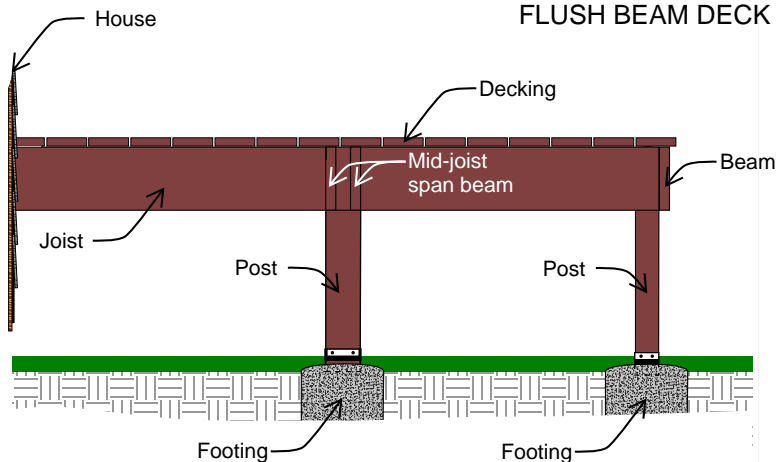 FLUSH BEAM DECK
House
Decking
Mid-joist
span beam
Beam
Joist
Post
Post
Footing
Footing